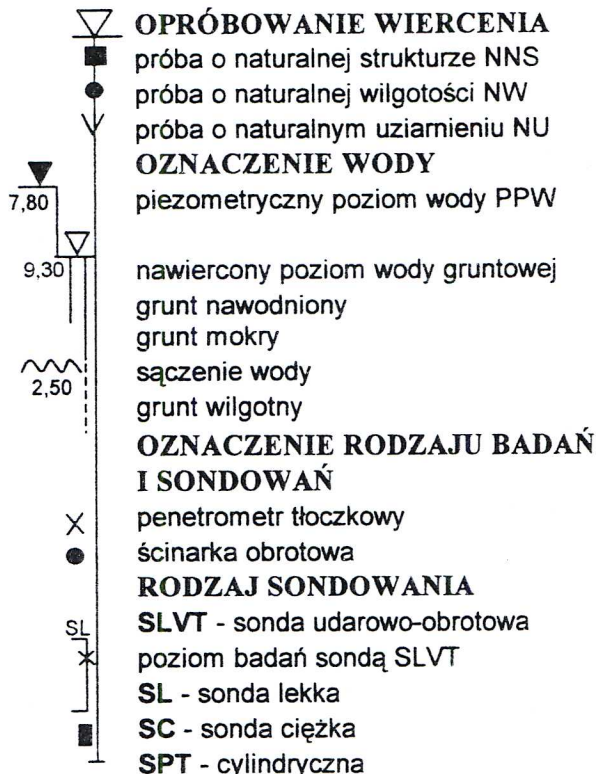 OPRÓBOWANIE WIERCENIA
próba o naturalnej strukturze NNS
próba o naturalnej wilgotości NW
próba o naturalnym uziarnieniu NU
OZNACZENIE WODY
7,80 piezometryczny poziom wody PPW
9,30 nawiercony poziom wody gruntowej
grunt nawodniony
grunt mokry
sączenie wody
2,50
grunt wilgotny
OZNACZENIE RODZAJU BADAŃ
I SONDOWAŃ
penetrometr tłoczkowy
ścinarka obrotowa
RODZAJ SONDOWANIA
SL SLVT - sonda udarowo-obrotowa
poziom badań sondą SLVT
SL - sonda lekka
SC - sonda ciężka
SPT - cylindryczna